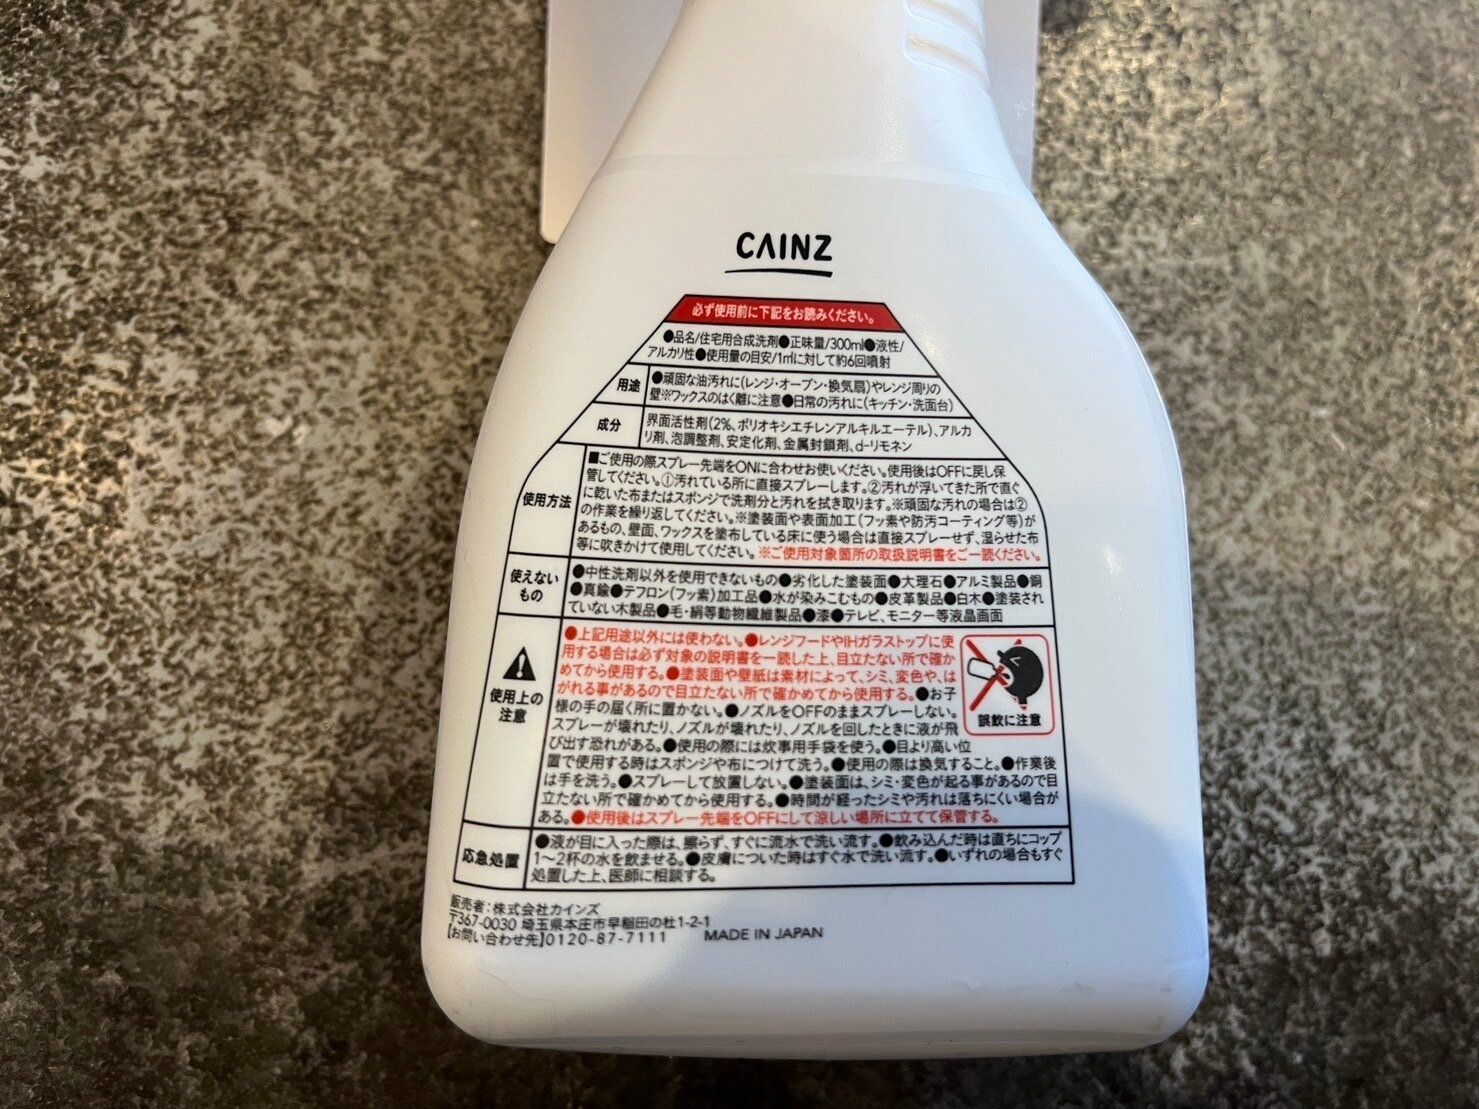 CAINZ
必ず使用前に下記をお読みください。
●品名/住宅用合成洗剤●正味量/300ml●液性/
アルカリ性●使用量の目安/1㎡に対して約6回噴射
用途
●頑固な油汚れに(レンジ・オーブン・換気扇)やレンジ周りの
壁※ワックスのはく離に注意●日常の汚れに(キッチン・洗面台)
成分
界面活性剤(2%、ポリオキシエチレンアルキルエーテル)、アルカ
リ剤、泡調整剤、安定化剤、金属封鎖剤、d-リモネン
使用方法
■ご使用の際スプレー先端をONに合わせお使いください。使用後はOFFに戻し保
管してください。①汚れている所に直接スプレーします。②汚れが浮いてきた所で直ぐ
に乾いた布またはスポンジで洗剤分と汚れを拭き取ります。※頑固な汚れの場合は②
の作業を繰り返してください。※塗装面や表面加工(フッ素や防汚コーティング等)が
あるもの、壁面、ワックスを塗布している床に使う場合は直接スプレーせず、湿らせた布
等に吹きかけて使用してください。※ご使用対象箇所の取扱説明書をご一読ください。
使えない
もの
●中性洗剤以外を使用できないもの●劣化した塗装面●大理石●アルミ製品●銅
●真鍮●テフロン(フッ素)加工品●水が染みこむもの●皮革製品●白木●塗装され
ていない木製品●毛・絹等動物繊維製品●漆●テレビ、モニター等液晶画面
使用上の
注意
●上記用途以外には使わない。●レンジフードやIHガラストップに使
用する場合は必ず対象の説明書を一読した上、目立たない所で確か
めてから使用する。●塗装面や壁紙は素材によって、シミ、変色や、は
がれる事があるので目立たない所で確かめてから使用する。●お子
様の手の届く所に置かない。●ノズルをOFFのままスプレーしない。
スプレーが壊れたり、ノズルが壊れたり、ノズルを回したときに液が飛
び出す恐れがある。●使用の際には炊事用手袋を使う。●目より高い位
置で使用する時はスポンジや布につけて洗う。●使用の際は換気すること。●作業後
は手を洗う。●スプレーして放置しない。●塗装面は、シミ・変色が起る事があるので目
立たない所で確かめてから使用する。●時間が経ったシミや汚れは落ちにくい場合が
ある。●使用後はスプレー先端をOFFにして涼しい場所に立てて保管する。
誤飲に注意
応急処置
●液が目に入った際は、擦らず、すぐに流水で洗い流す。●飲み込んだ時は直ちにコップ
1〜2杯の水を飲ませる。●皮膚についた時はすぐ水で洗い流す。●いずれの場合もすぐ
処置した上、医師に相談する。
販売者:株式会社カインズ
〒367-0030 埼玉県本庄市早稲田の杜1-2-1
【お問い合わせ先】0120-87-7111 MADE IN JAPAN